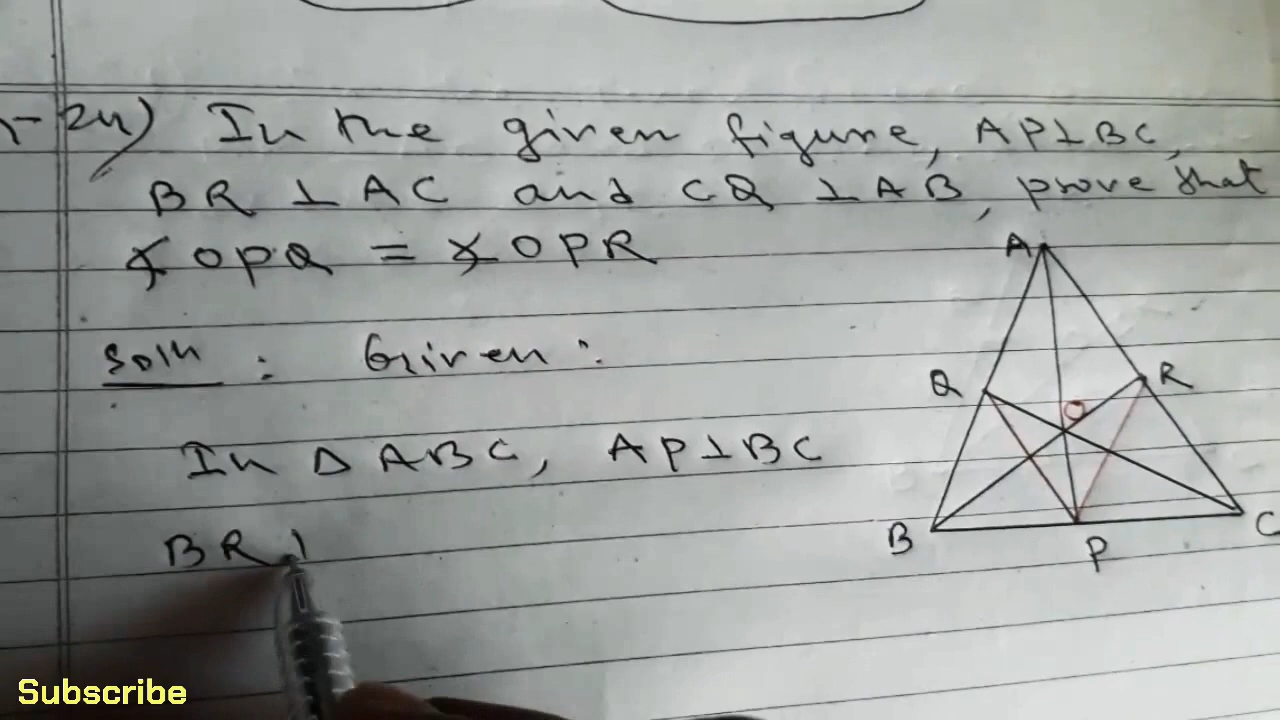 24) In the given figure, AP⊥BC,
BR ⊥ AC and CQ ⊥ AB, prove that
∡OPQ = ∡OPR
Soln : Given :
In △ ABC, AP⊥BC
BR
A
Q
R
O
B
P
C
Subscribe